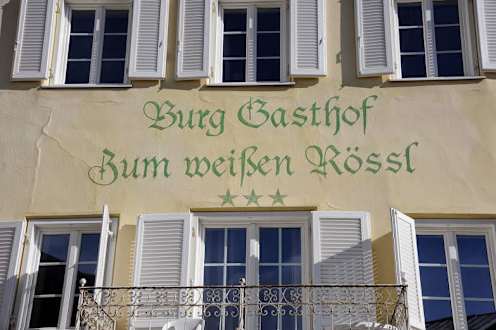 Burg Gasthof
Zum weißen Rössl
★★★